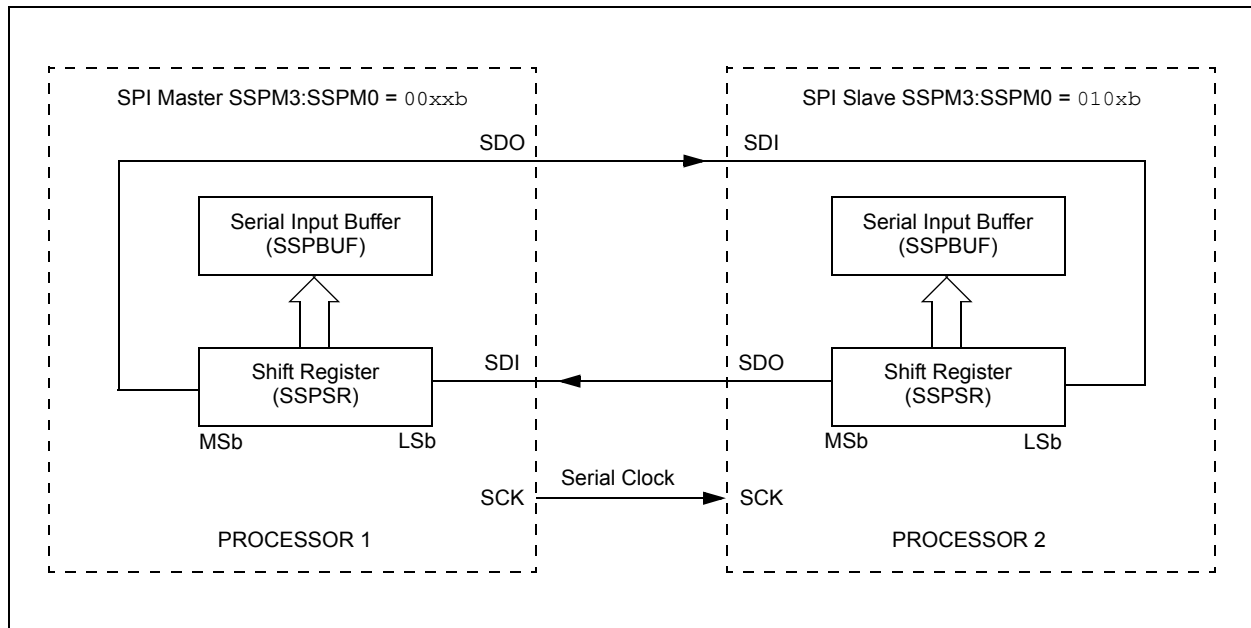 SPI Master SSPM3:SSPM0 = 00xxb
SPI Slave SSPM3:SSPM0 = 010xb
SDO
SDI
Serial Input Buffer
(SSPBUF)
Serial Input Buffer
(SSPBUF)
Shift Register
(SSPSR)
SDI
SDO
Shift Register
(SSPSR)
MSb
LSb
MSb
LSb
Serial Clock
SCK
SCK
PROCESSOR 1
PROCESSOR 2